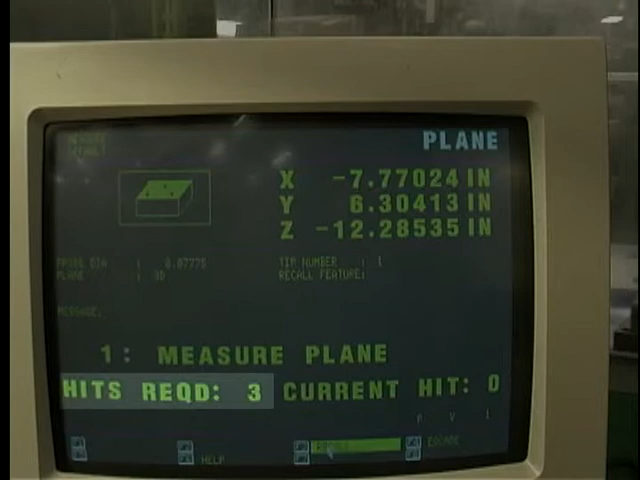 PLANE
X -7.77024 IN
Y 6.30413 IN
Z -12.28535 IN
PROBE DIA : 0.07775 TIP NUMBER : 1
PLANE : 3D RECALL FEATURE:
MESSAGE:
1: MEASURE PLANE
HITS REQD: 3 CURRENT HIT: 0
P V I
HELP ESCAPE